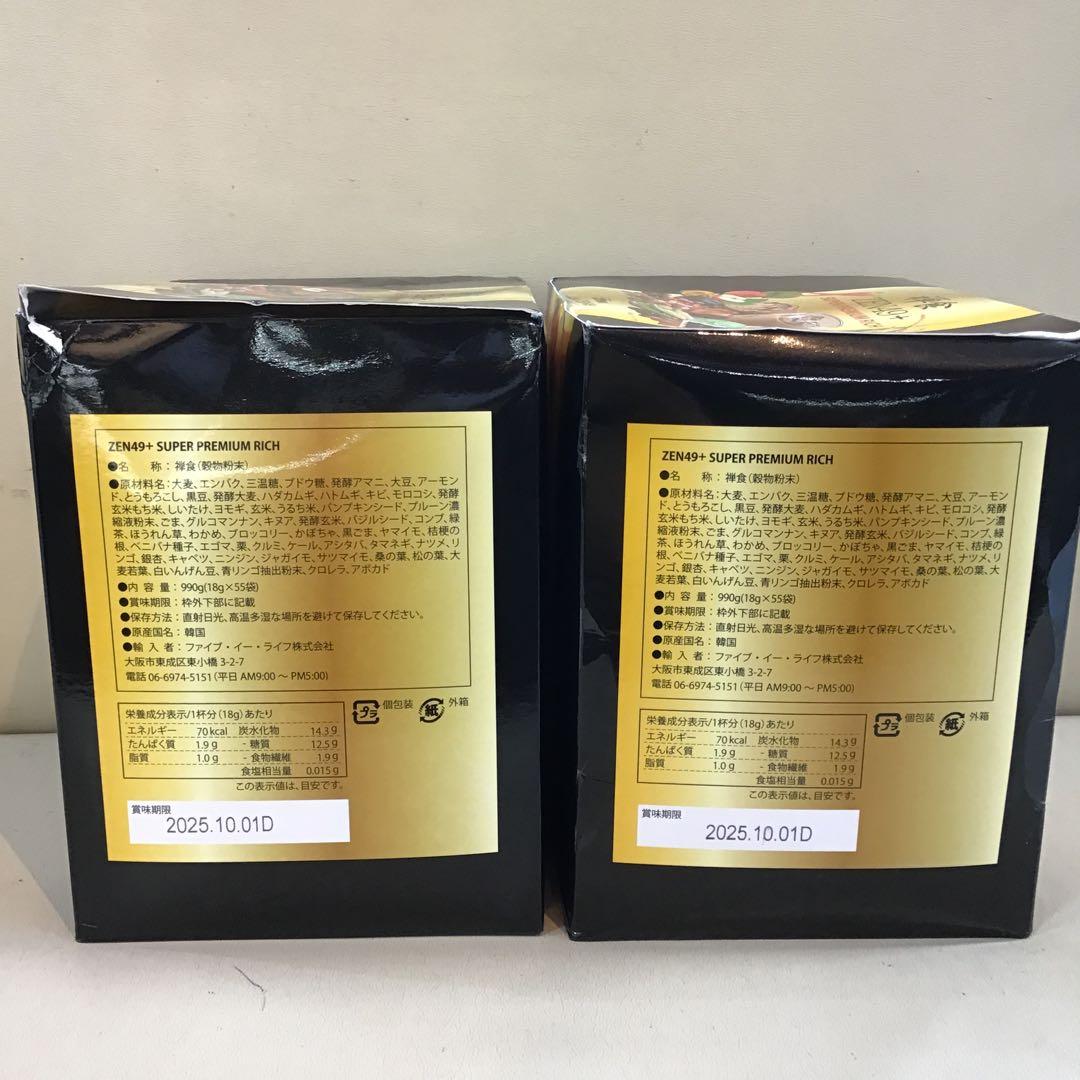 ZEN49+ SUPER PREMIUM RICH
●名　　称：禅食(穀物粉末)
●原材料名：大麦、エンバク、三温糖、ブドウ糖、発酵アマニ、大豆、アーモン
ド、とうもろこし、黒豆、発酵大麦、ハダカムギ、ハトムギ、キビ、モロコシ、発酵
玄米もち米、しいたけ、ヨモギ、玄米、うるち米、パンプキンシード、プルーン濃
縮液粉末、ごま、グルコマンナン、キヌア、発酵玄米、バジルシード、コンブ、緑
茶、ほうれん草、わかめ、ブロッコリー、かぼちゃ、黒ごま、ヤマイモ、桔梗の
根、ベニバナ種子、エゴマ、栗、クルミ、ケール、アシタバ、タマネギ、ナツメ、リ
ンゴ、銀杏、キャベツ、ニンジン、ジャガイモ、サツマイモ、桑の葉、松の葉、大
麦若葉、白いんげん豆、青リンゴ抽出粉末、クロレラ、アボカド
●内 容 量：990g(18g×55袋)
●賞味期限：枠外下部に記載
●保存方法：直射日光、高温多湿な場所を避けて保存してください。
●原産国名：韓国
●輸 入 者：ファイブ・イー・ライフ株式会社
大阪市東成区東小橋 3-2-7
電話 06-6974-5151（平日 AM9:00 ～ PM5:00）
栄養成分表示/1杯分（18g）あたり
エネルギー 70kcal 炭水化物 14.3g
たんぱく質 1.9g - 糖質 12.5g
脂質 1.0g - 食物繊維 1.9g
食塩相当量 0.015g
この表示値は、目安です。
プラ 個包装 紙 外箱
賞味期限
2025.10.01D
ZEN49+ SUPER PREMIUM RICH
●名　　称：禅食(穀物粉末)
●原材料名：大麦、エンバク、三温糖、ブドウ糖、発酵アマニ、大豆、アーモン
ド、とうもろこし、黒豆、発酵大麦、ハダカムギ、ハトムギ、キビ、モロコシ、発酵
玄米もち米、しいたけ、ヨモギ、玄米、うるち米、パンプキンシード、プルーン濃
縮液粉末、ごま、グルコマンナン、キヌア、発酵玄米、バジルシード、コンブ、緑
茶、ほうれん草、わかめ、ブロッコリー、かぼちゃ、黒ごま、ヤマイモ、桔梗の
根、ベニバナ種子、エゴマ、栗、クルミ、ケール、アシタバ、タマネギ、ナツメ、リ
ンゴ、銀杏、キャベツ、ニンジン、ジャガイモ、サツマイモ、桑の葉、松の葉、大
麦若葉、白いんげん豆、青リンゴ抽出粉末、クロレラ、アボカド
●内 容 量：990g(18g×55袋)
●賞味期限：枠外下部に記載
●保存方法：直射日光、高温多湿な場所を避けて保存してください。
●原産国名：韓国
●輸 入 者：ファイブ・イー・ライフ株式会社
大阪市東成区東小橋 3-2-7
電話 06-6974-5151（平日 AM9:00 ～ PM5:00）
栄養成分表示/1杯分（18g）あたり
エネルギー 70kcal 炭水化物 14.3g
たんぱく質 1.9g - 糖質 12.5g
脂質 1.0g - 食物繊維 1.9g
食塩相当量 0.015g
この表示値は、目安です。
プラ 個包装 紙 外箱
賞味期限
2025.10.01D